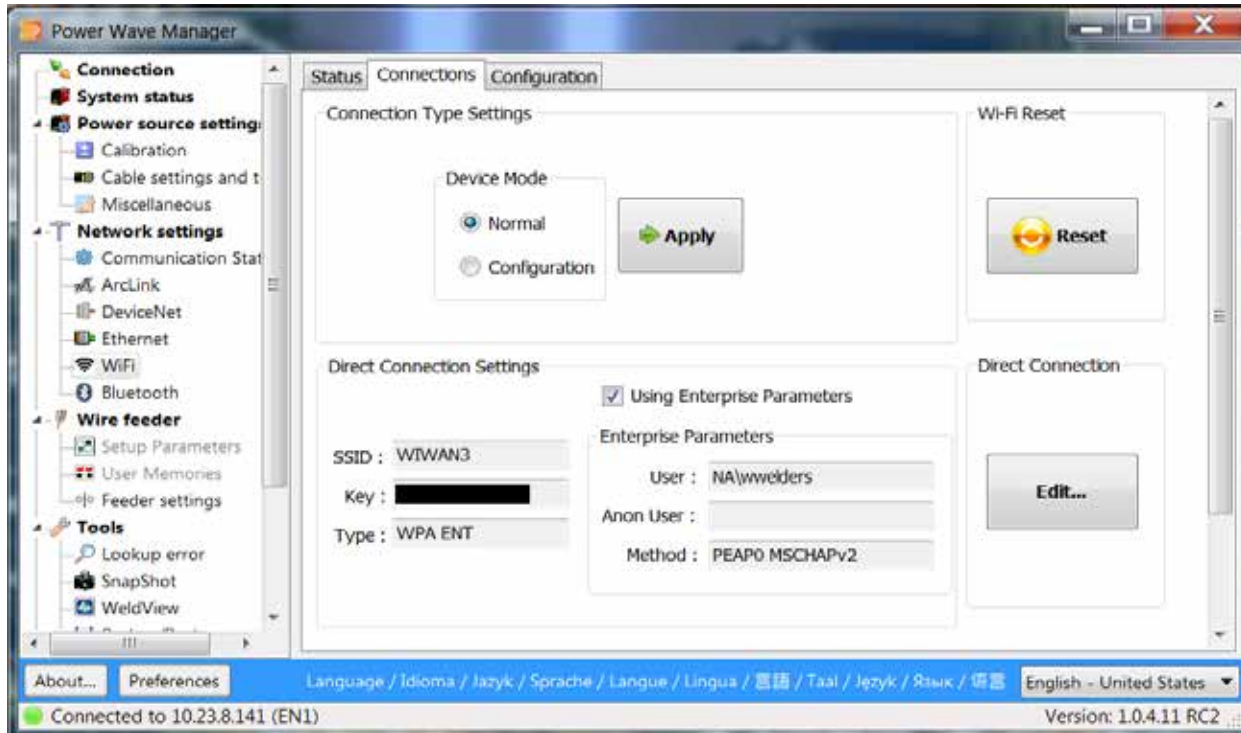 Power Wave Manager
Connection
System status
Power source setting
Calibration
Cable settings and t
Miscellaneous
Network settings
Communication Stat
ArcLink
DeviceNet
Ethernet
WiFi
Bluetooth
Wire feeder
Setup Parameters
User Memories
Feeder settings
Tools
Lookup error
SnapShot
WeldView
Status Connections Configuration
Connection Type Settings
Device Mode
Normal
Configuration
Apply
Wi-Fi Reset
Reset
Direct Connection Settings
Using Enterprise Parameters
SSID : WIWAN3
Key :
Type : WPA ENT
Enterprise Parameters
User : NA\wwelders
Anon User :
Method : PEAP0 MSCHAPv2
Direct Connection
Edit...
About... Preferences
Language / Idioma / Jazyk / Sprache / Langue / Lingua / 言語 / Taal / Język / Язык / 语言
English - United States
Connected to 10.23.8.141 (EN1)
Version: 1.0.4.11 RC2